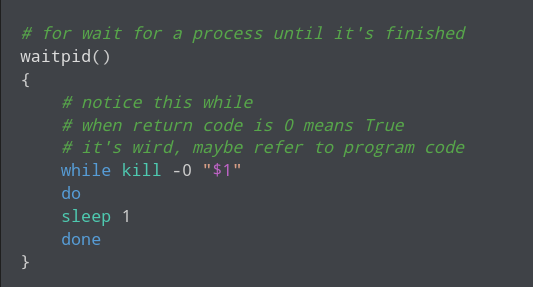 # for wait for a process until it's finished
waitpid()
{
    # notice this while
    # when return code is 0 means True
    # it's wird, maybe refer to program code
    while kill -0 "$1"
    do
    sleep 1
    done
}